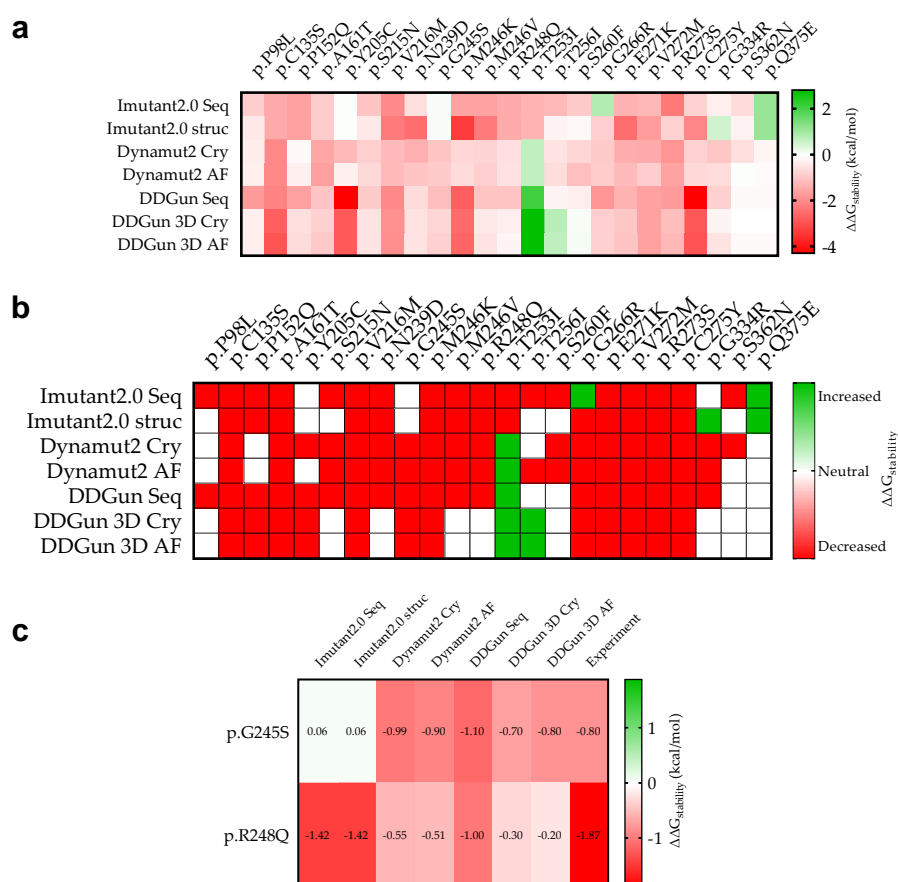 a
p.P98L
p.C135S
p.P152Q
p.A161T
p.Y205C
p.S215N
p.V216M
p.N239D
p.G245S
p.M246K
p.M246V
p.R248Q
p.T253I
p.T256I
p.S260F
p.G266R
p.E271K
p.V272M
p.R273S
p.C275Y
p.G334R
p.S362N
p.Q375E
Imutant2.0 Seq
Imutant2.0 struc
Dynamut2 Cry
Dynamut2 AF
DDGun Seq
DDGun 3D Cry
DDGun 3D AF
2
0
-2
-4
ΔΔGstability (kcal/mol)
b
p.P98L
p.C135S
p.P152Q
p.A161T
p.Y205C
p.S215N
p.V216M
p.N239D
p.G245S
p.M246K
p.M246V
p.R248Q
p.T253I
p.T256I
p.S260F
p.G266R
p.E271K
p.V272M
p.R273S
p.C275Y
p.G334R
p.S362N
p.Q375E
Imutant2.0 Seq
Imutant2.0 struc
Dynamut2 Cry
Dynamut2 AF
DDGun Seq
DDGun 3D Cry
DDGun 3D AF
Increased
Neutral
Decreased
ΔΔGstability
c
Imutant2.0 Seq
Imutant2.0 struc
Dynamut2 Cry
Dynamut2 AF
DDGun Seq
DDGun 3D Cry
DDGun 3D AF
Experiment
p.G245S 0.06 0.06 -0.99 -0.90 -1.10 -0.70 -0.80 -0.80
p.R248Q -1.42 -1.42 -0.55 -0.51 -1.00 -0.30 -0.20 -1.87
1
0
-1
ΔΔGstability (kcal/mol)